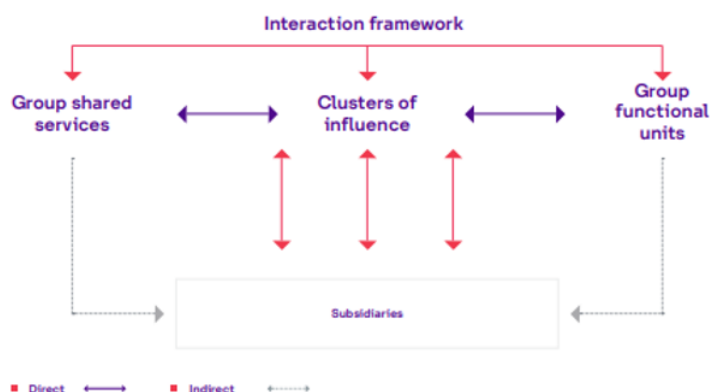 Interaction framework
Group shared
services
Clusters of
influence
Group
functional
units
Subsidiaries
Direct
Indirect